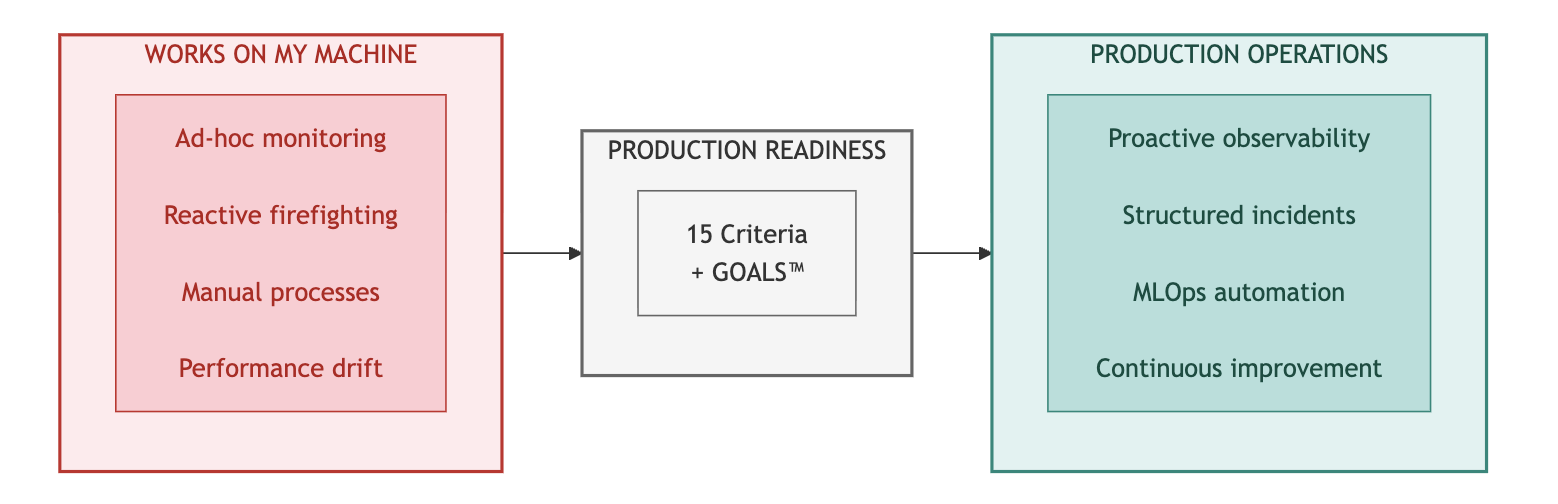 WORKS ON MY MACHINE
Ad-hoc monitoring
Reactive firefighting
Manual processes
Performance drift
PRODUCTION READINESS
15 Criteria
+ GOALS™
PRODUCTION OPERATIONS
Proactive observability
Structured incidents
MLOps automation
Continuous improvement